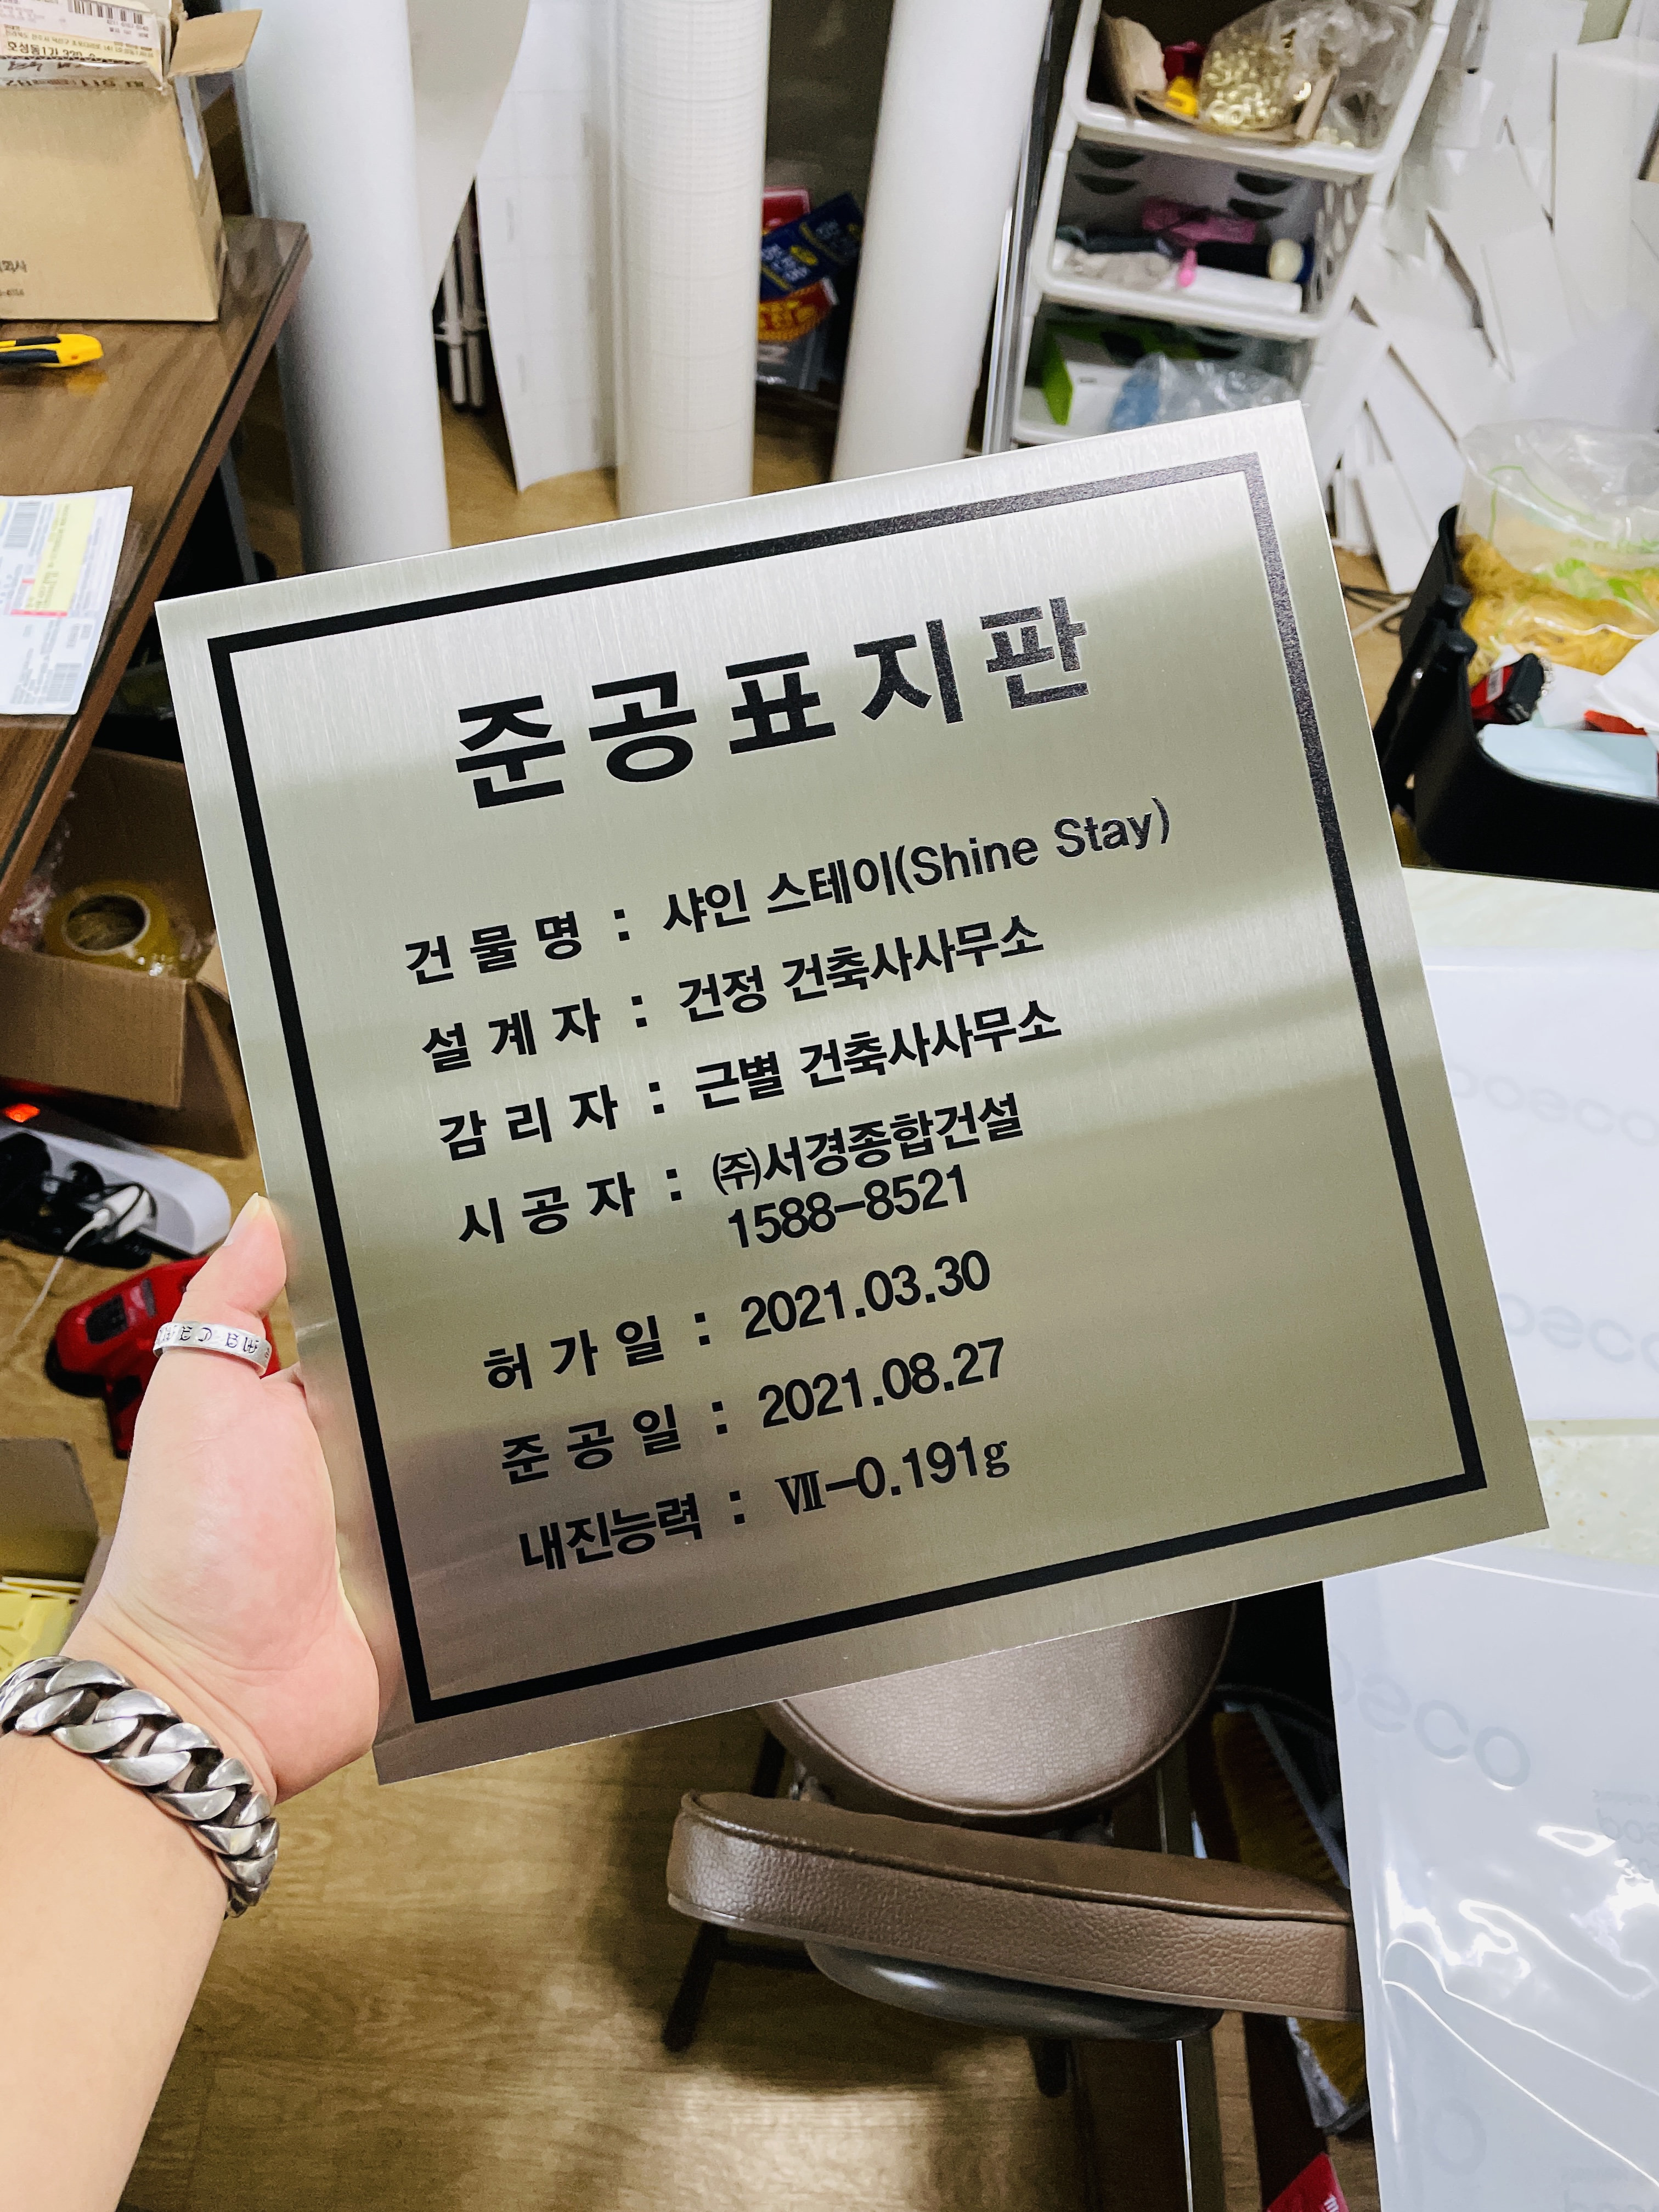 준공표지판
건물명 : 샤인 스테이(Shine Stay)
설계자 : 건정 건축사사무소
감리자 : 근별 건축사사무소
시공자 : ㈜서경종합건설
1588-8521
허가일 : 2021.03.30
준공일 : 2021.08.27
내진능력 : Ⅶ-0.191g